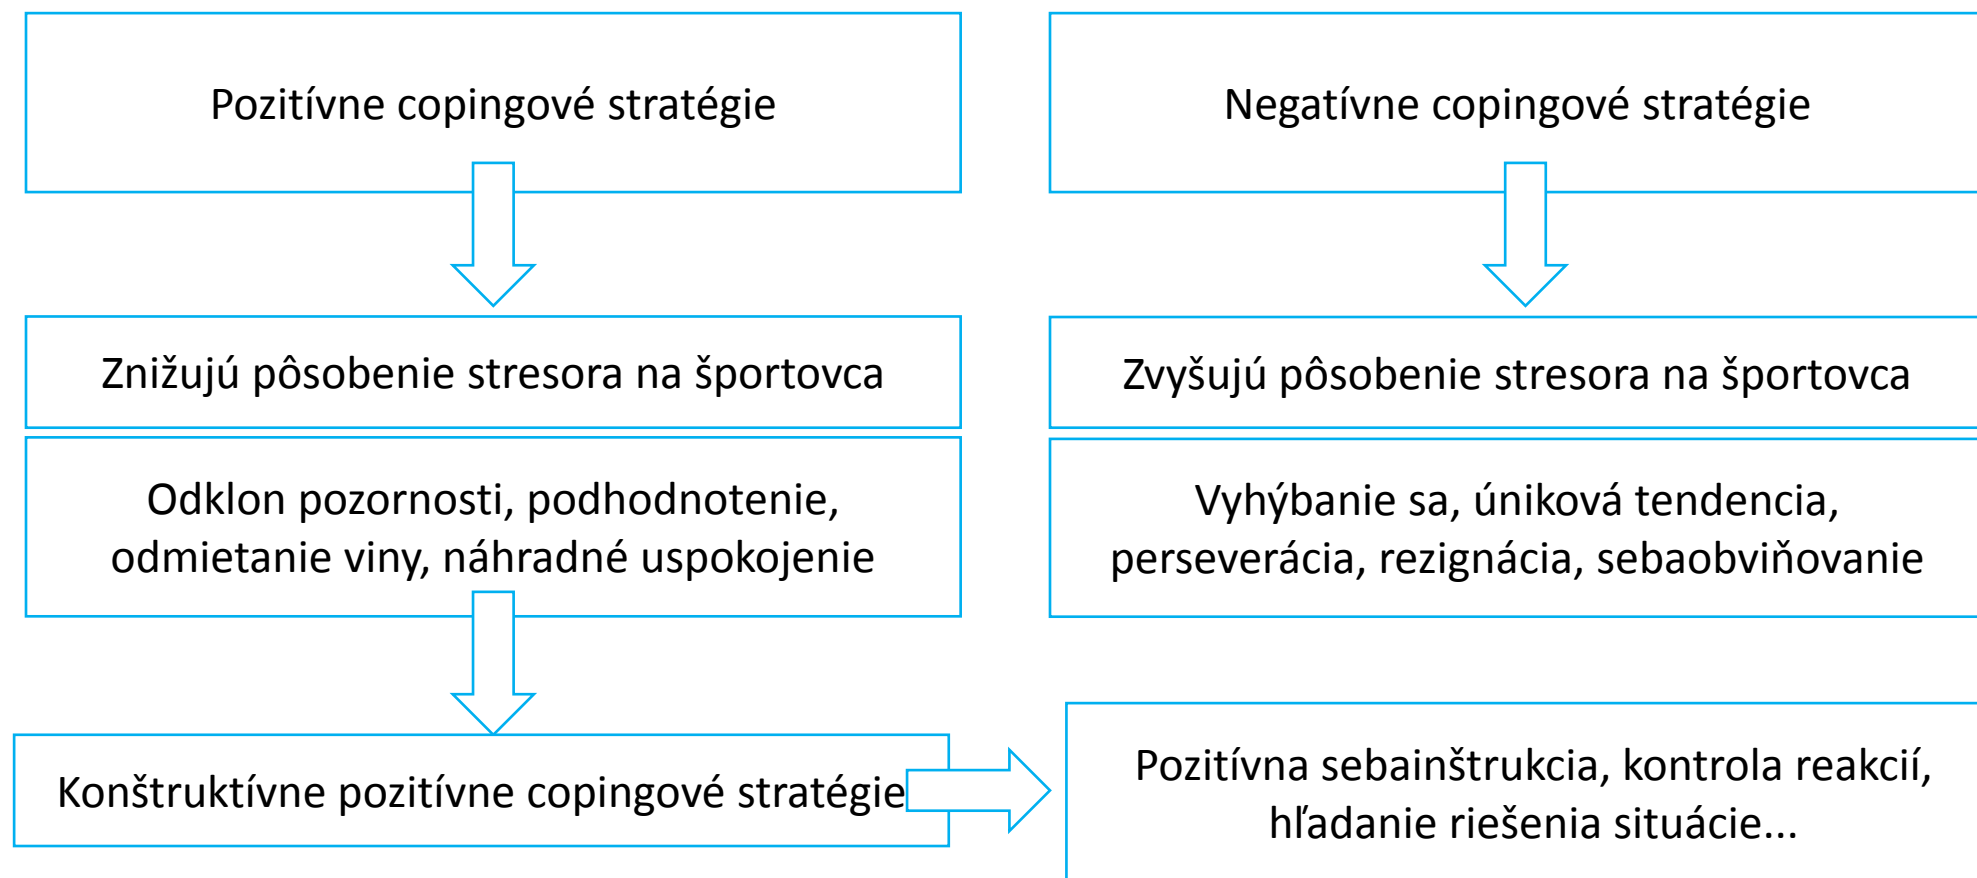 Pozitívne copingové stratégie
Negatívne copingové stratégie
Znižujú pôsobenie stresora na športovca
Zvyšujú pôsobenie stresora na športovca
Odklon pozornosti, podhodnotenie,
odmietanie viny, náhradné uspokojenie
Vyhýbanie sa, úniková tendencia,
perseverácia, rezignácia, sebaobviňovanie
Konštruktívne pozitívne copingové stratégie
Pozitívna sebainštrukcia, kontrola reakcií,
hľadanie riešenia situácie...